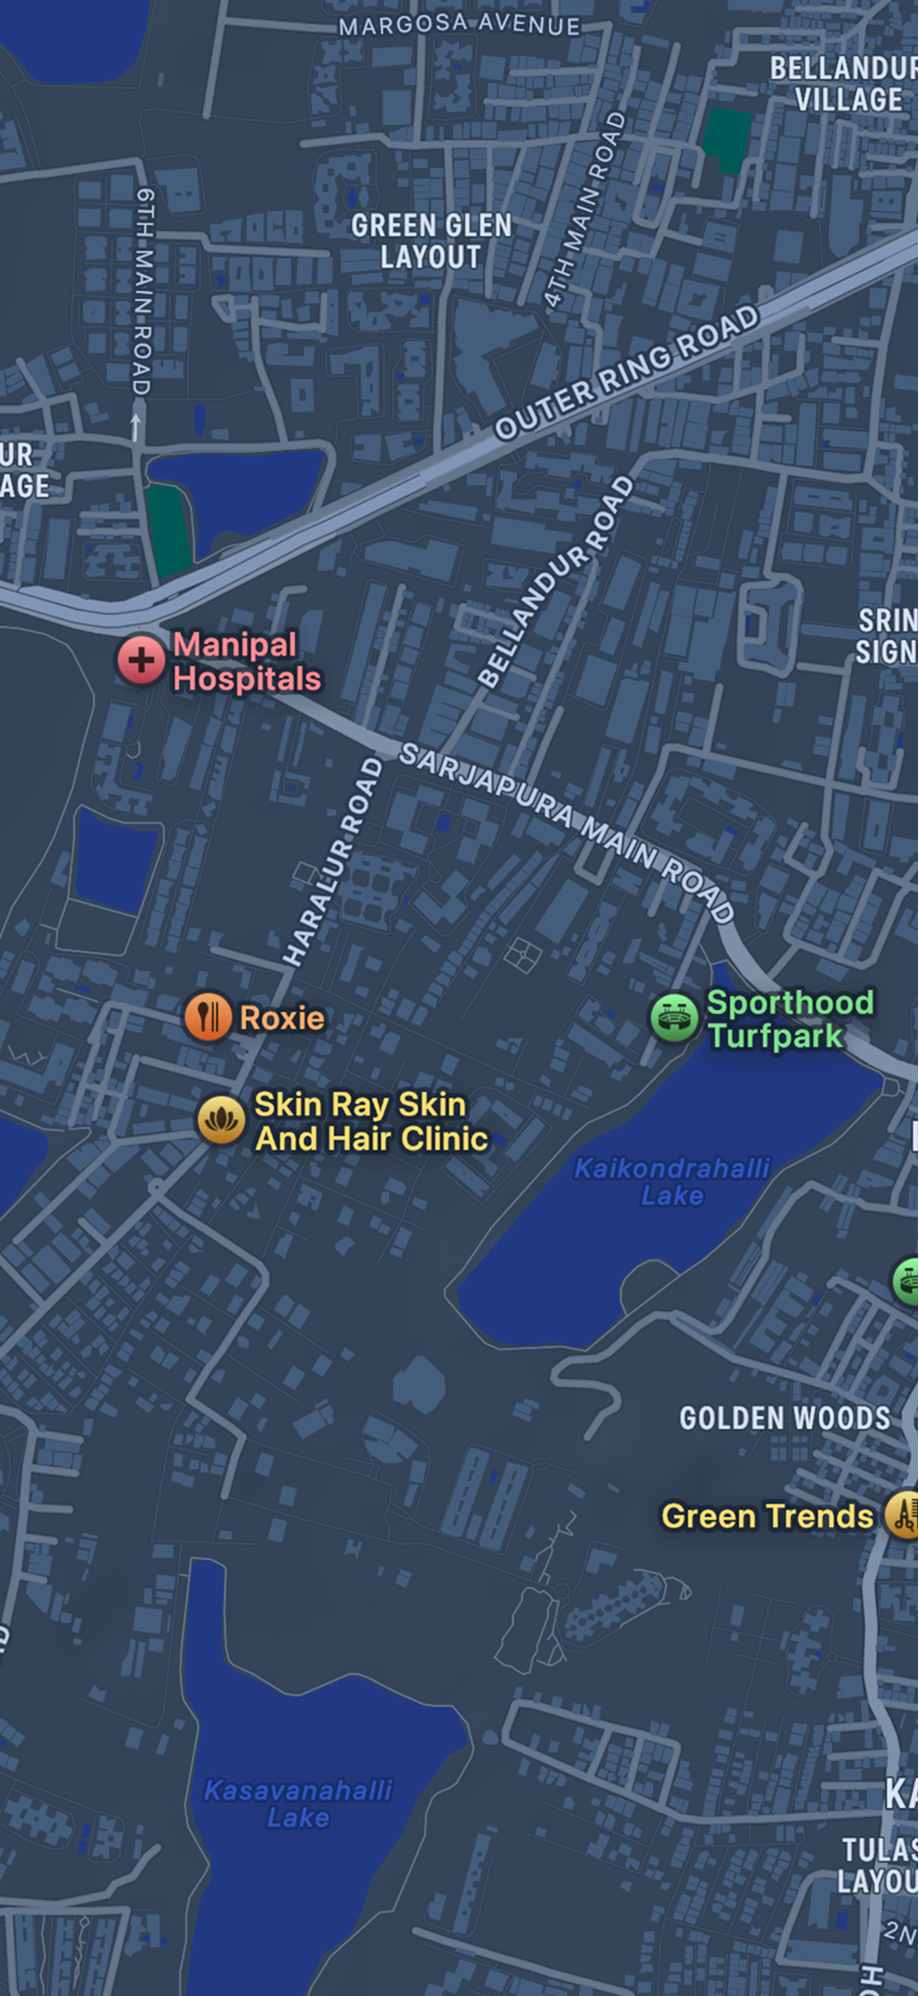 MARGOSA AVENUE
BELLANDUR
VILLAGE
4TH MAIN ROAD
6TH MAIN ROAD
GREEN GLEN
LAYOUT
OUTER RING ROAD
UR
AGE
BELLANDUR ROAD
SRIN
SIGN
Manipal
Hospitals
SARJAPURA MAIN ROAD
HARALUR ROAD
Roxie
Sporthood
Turfpark
Skin Ray Skin
And Hair Clinic
Kaikondrahalli
Lake
GOLDEN WOODS
Green Trends
Kasavanahalli
Lake
KA
TULAS
LAYOU
2N